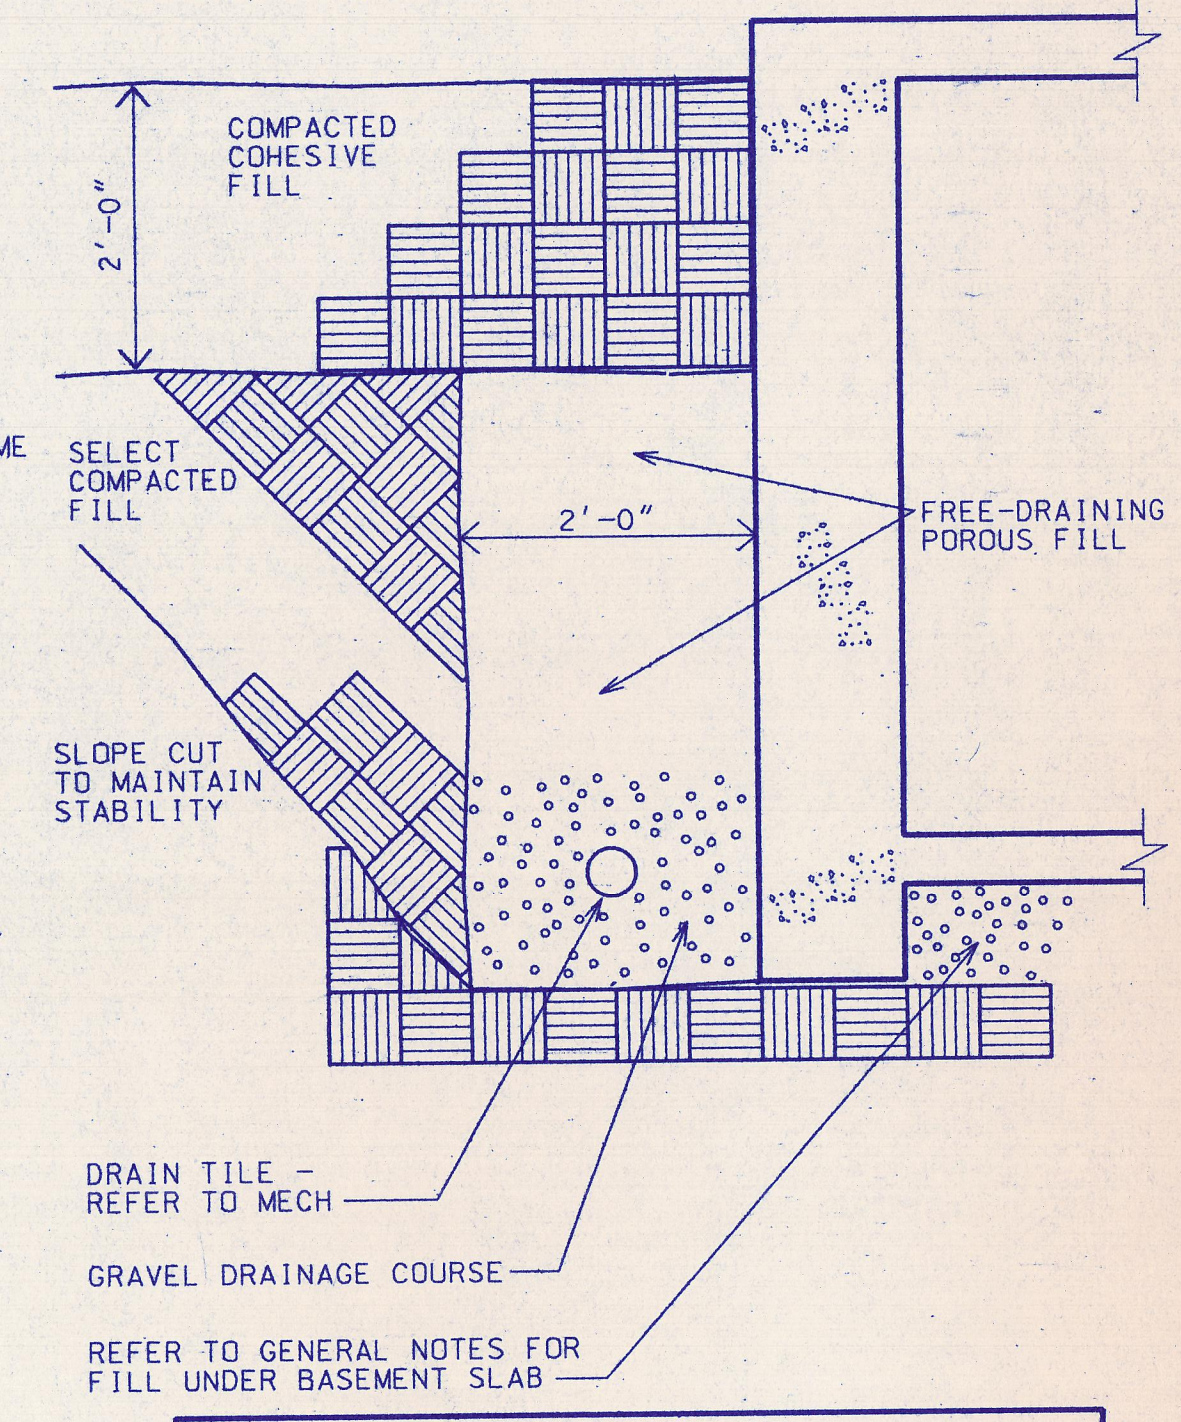 COMPACTED
COHESIVE
FILL
2'-0"
ME
SELECT
COMPACTED
FILL
2'-0"
FREE-DRAINING
POROUS FILL
SLOPE CUT
TO MAINTAIN
STABILITY
DRAIN TILE -
REFER TO MECH
GRAVEL DRAINAGE COURSE
REFER TO GENERAL NOTES FOR
FILL UNDER BASEMENT SLAB